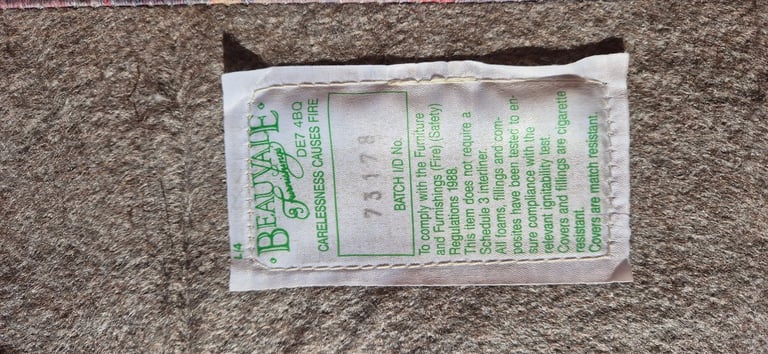 L14
BEAUVALE
Furnishings
DE7 4BQ
CARELESSNESS CAUSES FIRE
73178
BATCH I/D No.
To comply with the Furniture
and Furnishings (Fire) (Safety)
Regulations 1988.
This item does not require a
Schedule 3 interliner.
All foams, fillings and com-
posites have been tested to en-
sure compliance with the
relevant ignitability test.
Covers and fillings are cigarette
resistant.
Covers are match resistant.